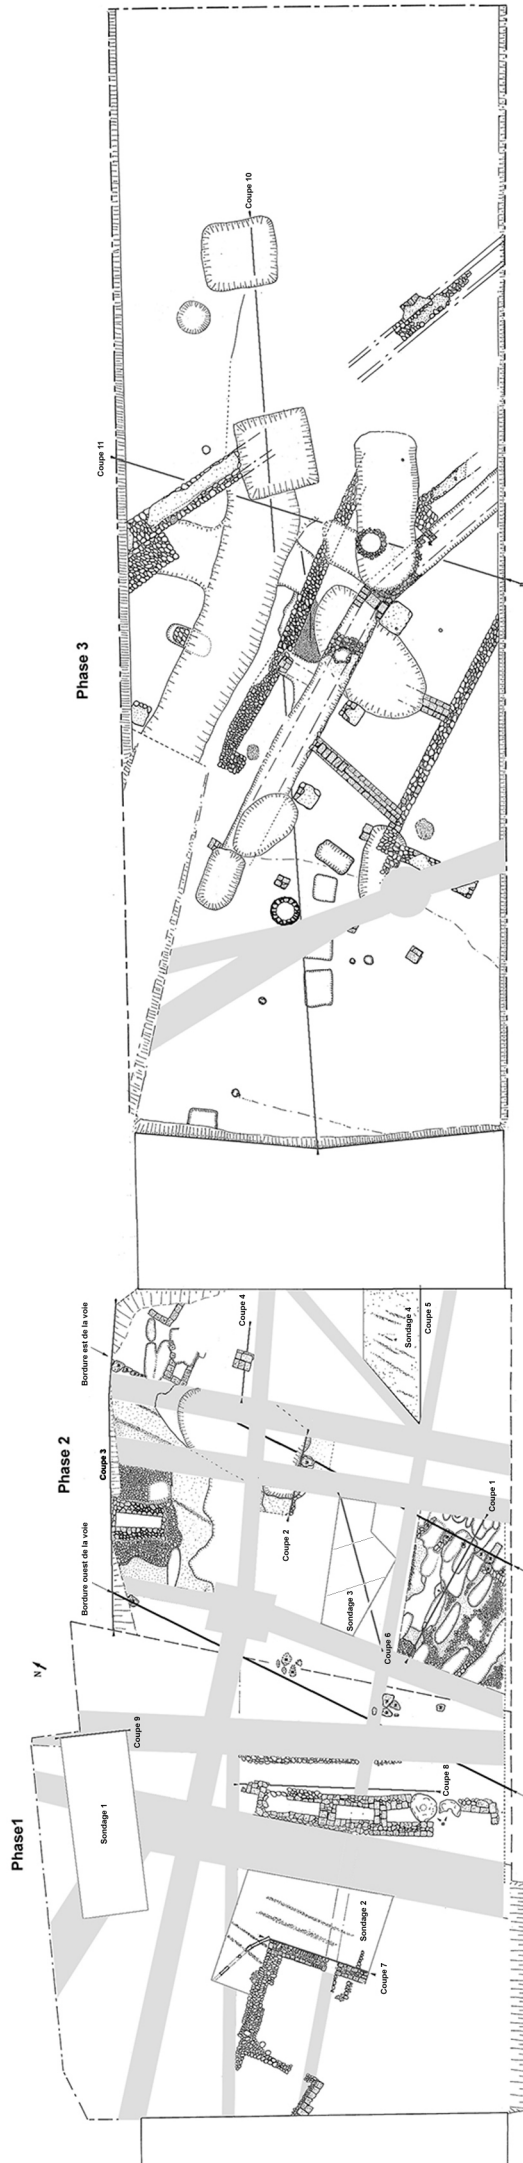 Coupe 10
Coupe 11
Phase 3
Bordure est de la voie
Coupe 4
Sondage 4
Coupe 5
Phase 2
Coupe 3
Coupe 2
Coupe 1
Bordure ouest de la voie
Sondage 3
Coupe 6
N
Coupe 9
Coupe 8
Phase1
Sondage 1
Sondage 2
Coupe 7